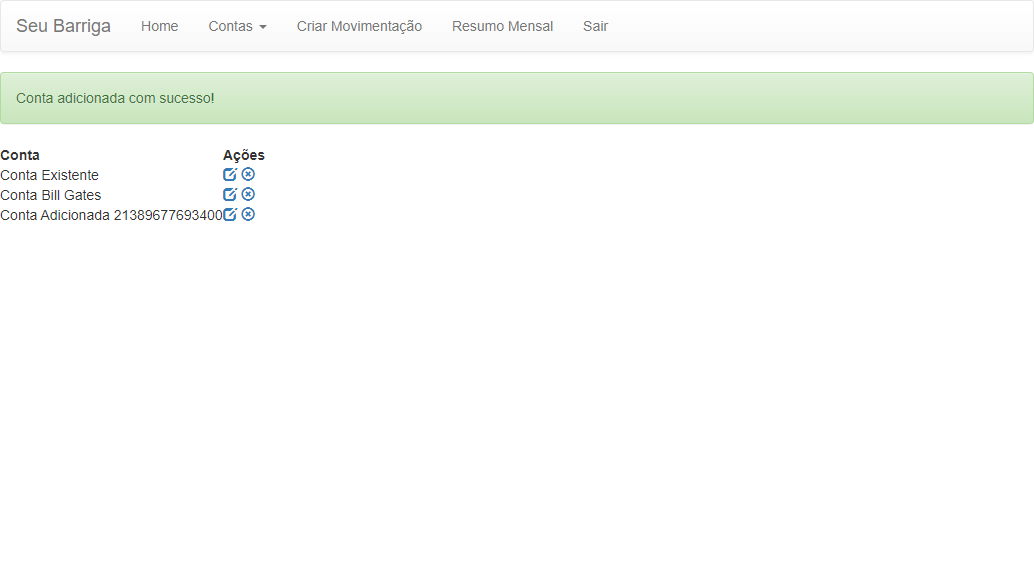 Seu Barriga Home Contas Criar Movimentação Resumo Mensal Sair
Conta adicionada com sucesso!
Conta Ações
Conta Existente
Conta Bill Gates
Conta Adicionada 21389677693400